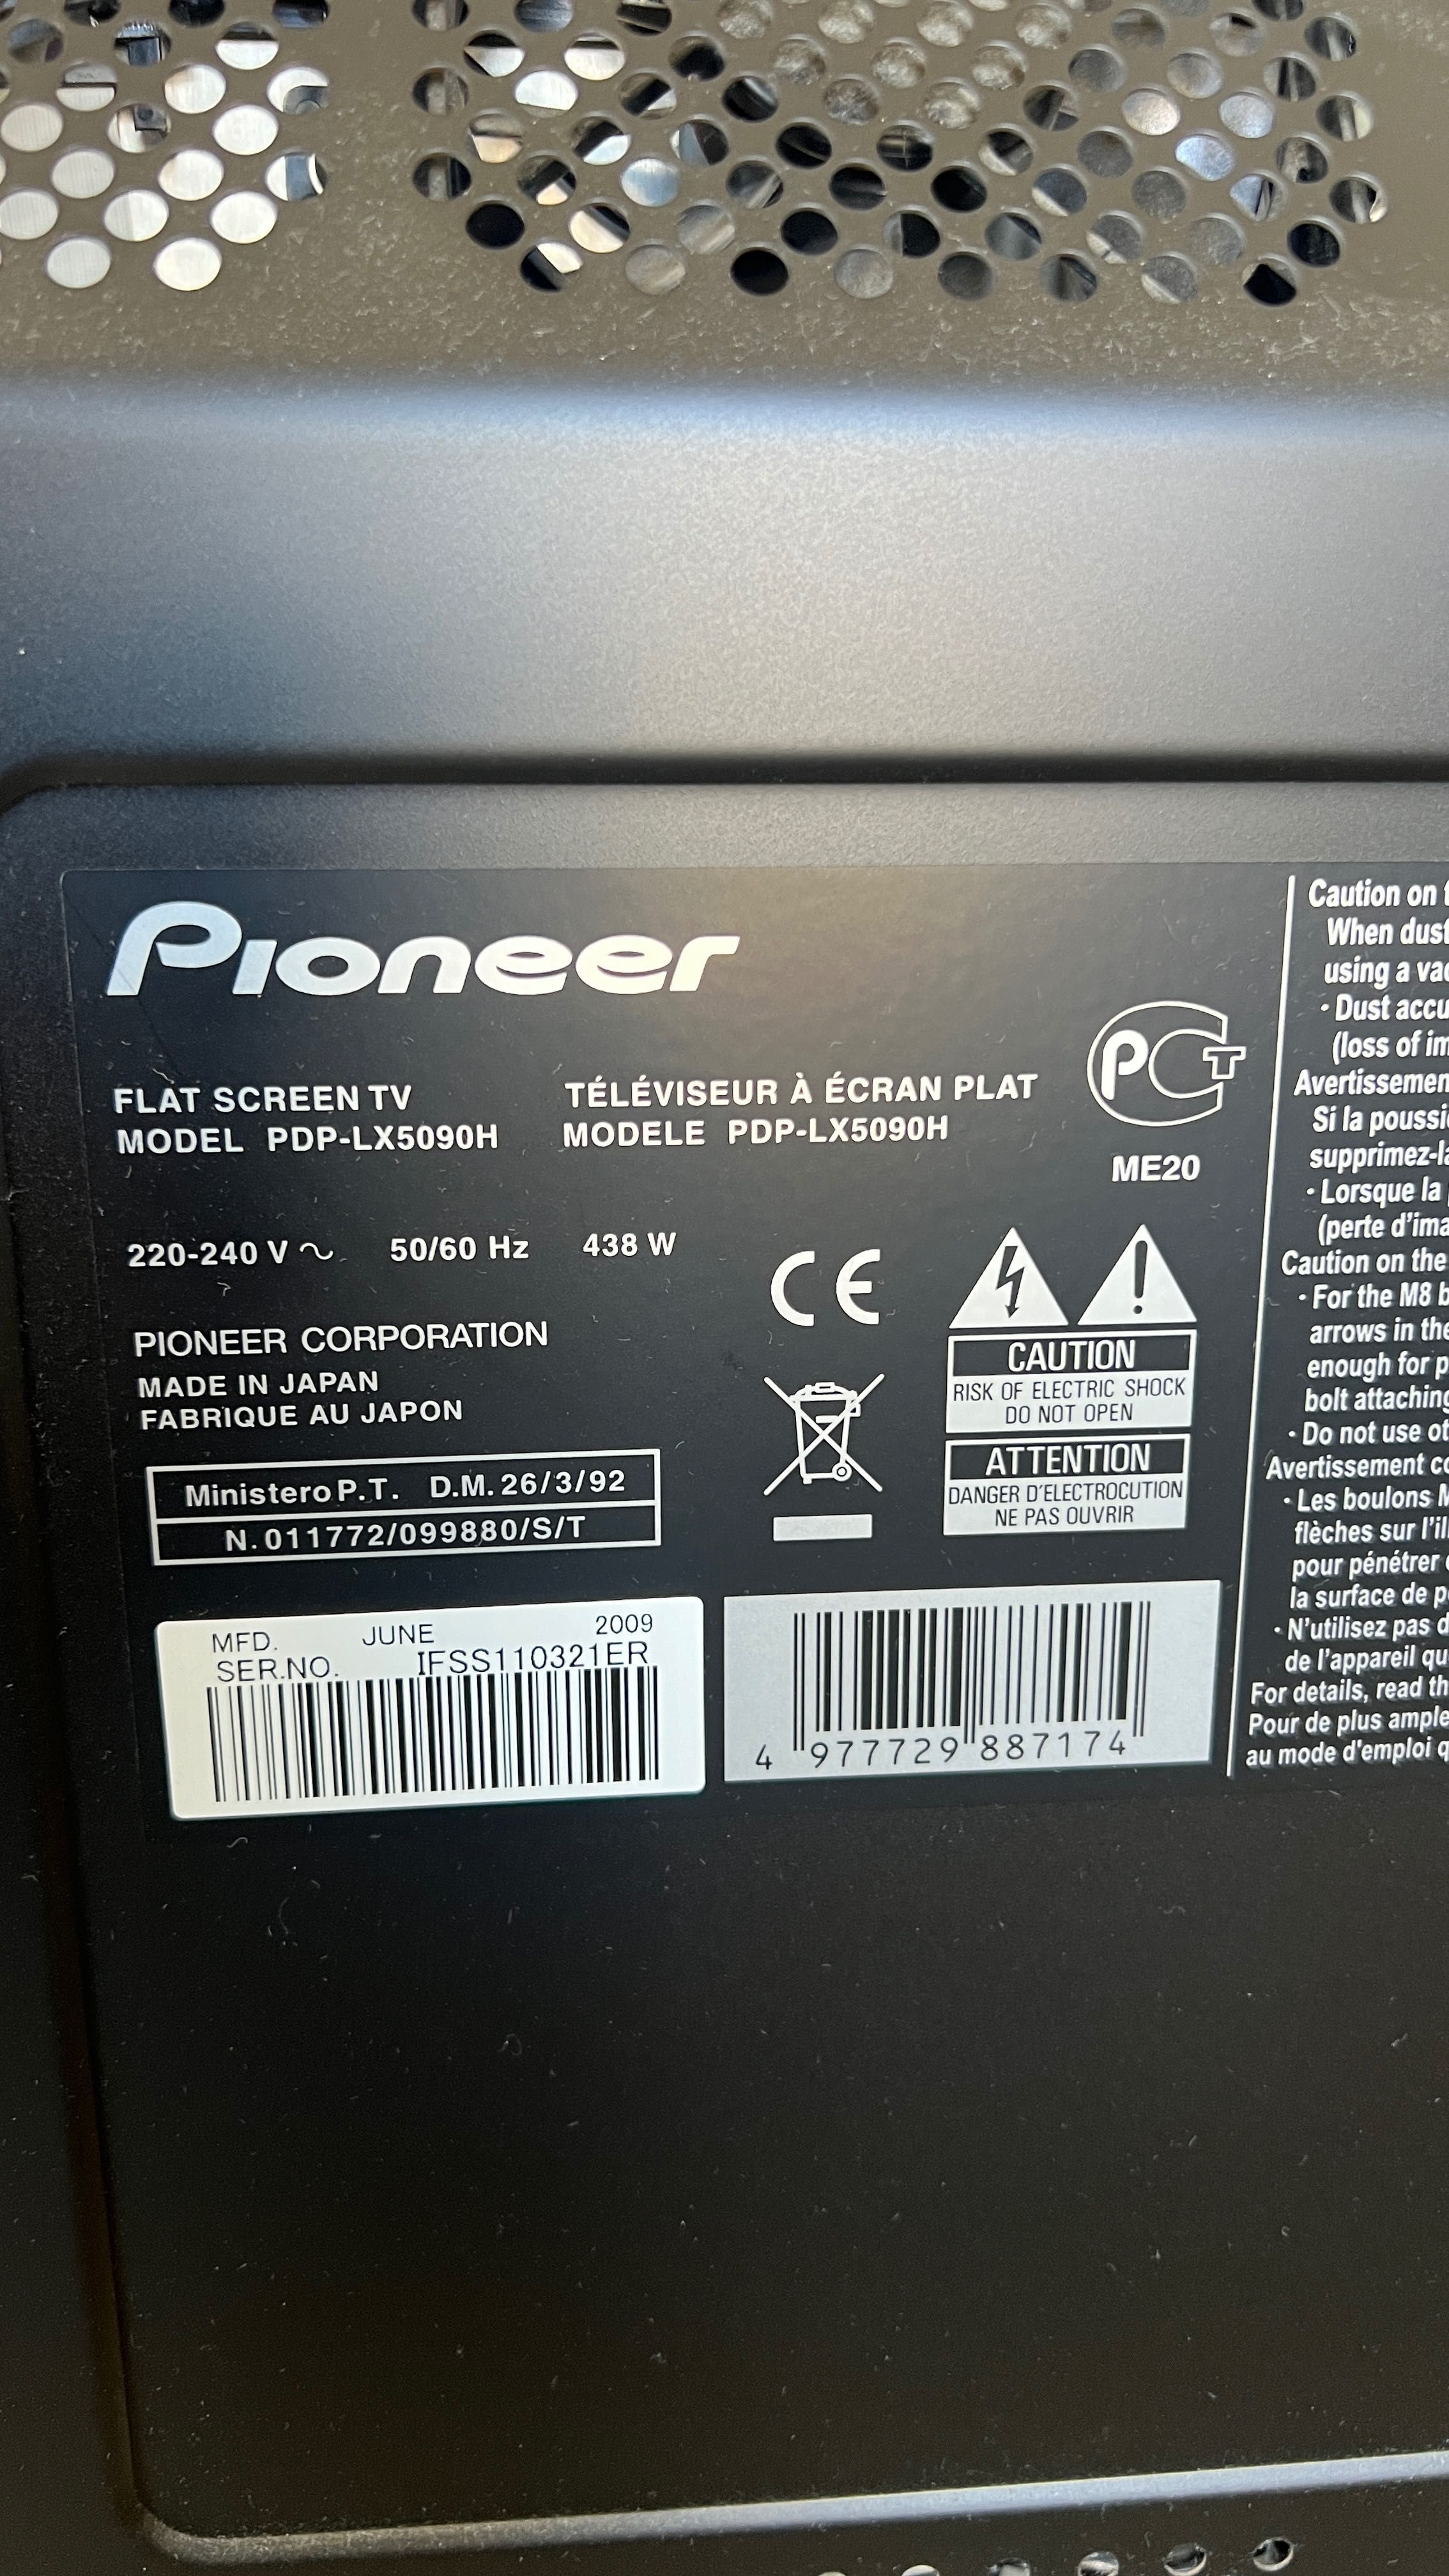 Pioneer
FLAT SCREEN TV
MODEL PDP-LX5090H
TÉLÉVISEUR À ÉCRAN PLAT
MODELE PDP-LX5090H
PCT
ME20
220-240 V ~ 50/60 Hz 438 W
PIONEER CORPORATION
MADE IN JAPAN
FABRIQUE AU JAPON
Ministero P.T. D.M. 26/3/92
N. 011772/099880/S/T
CE
CAUTION
RISK OF ELECTRIC SHOCK
DO NOT OPEN
ATTENTION
DANGER D'ELECTROCUTION
NE PAS OUVRIR
MFD. JUNE 2009
SER.NO. IFSS110321ER
4 977729 887174
Caution on
When dust
using a
· Dust
(loss of
Si la
· Lorsque la
(perte
Caution on the
· For the M8
arrows in the
enough for
bolt attaching
· Do not use
Avertissement
· Les boulons
flèches sur
pour pénétrer
la surface de
· N'utilisez pas
de l'appareil
For details, read
Pour de plus
au mode d'emploi